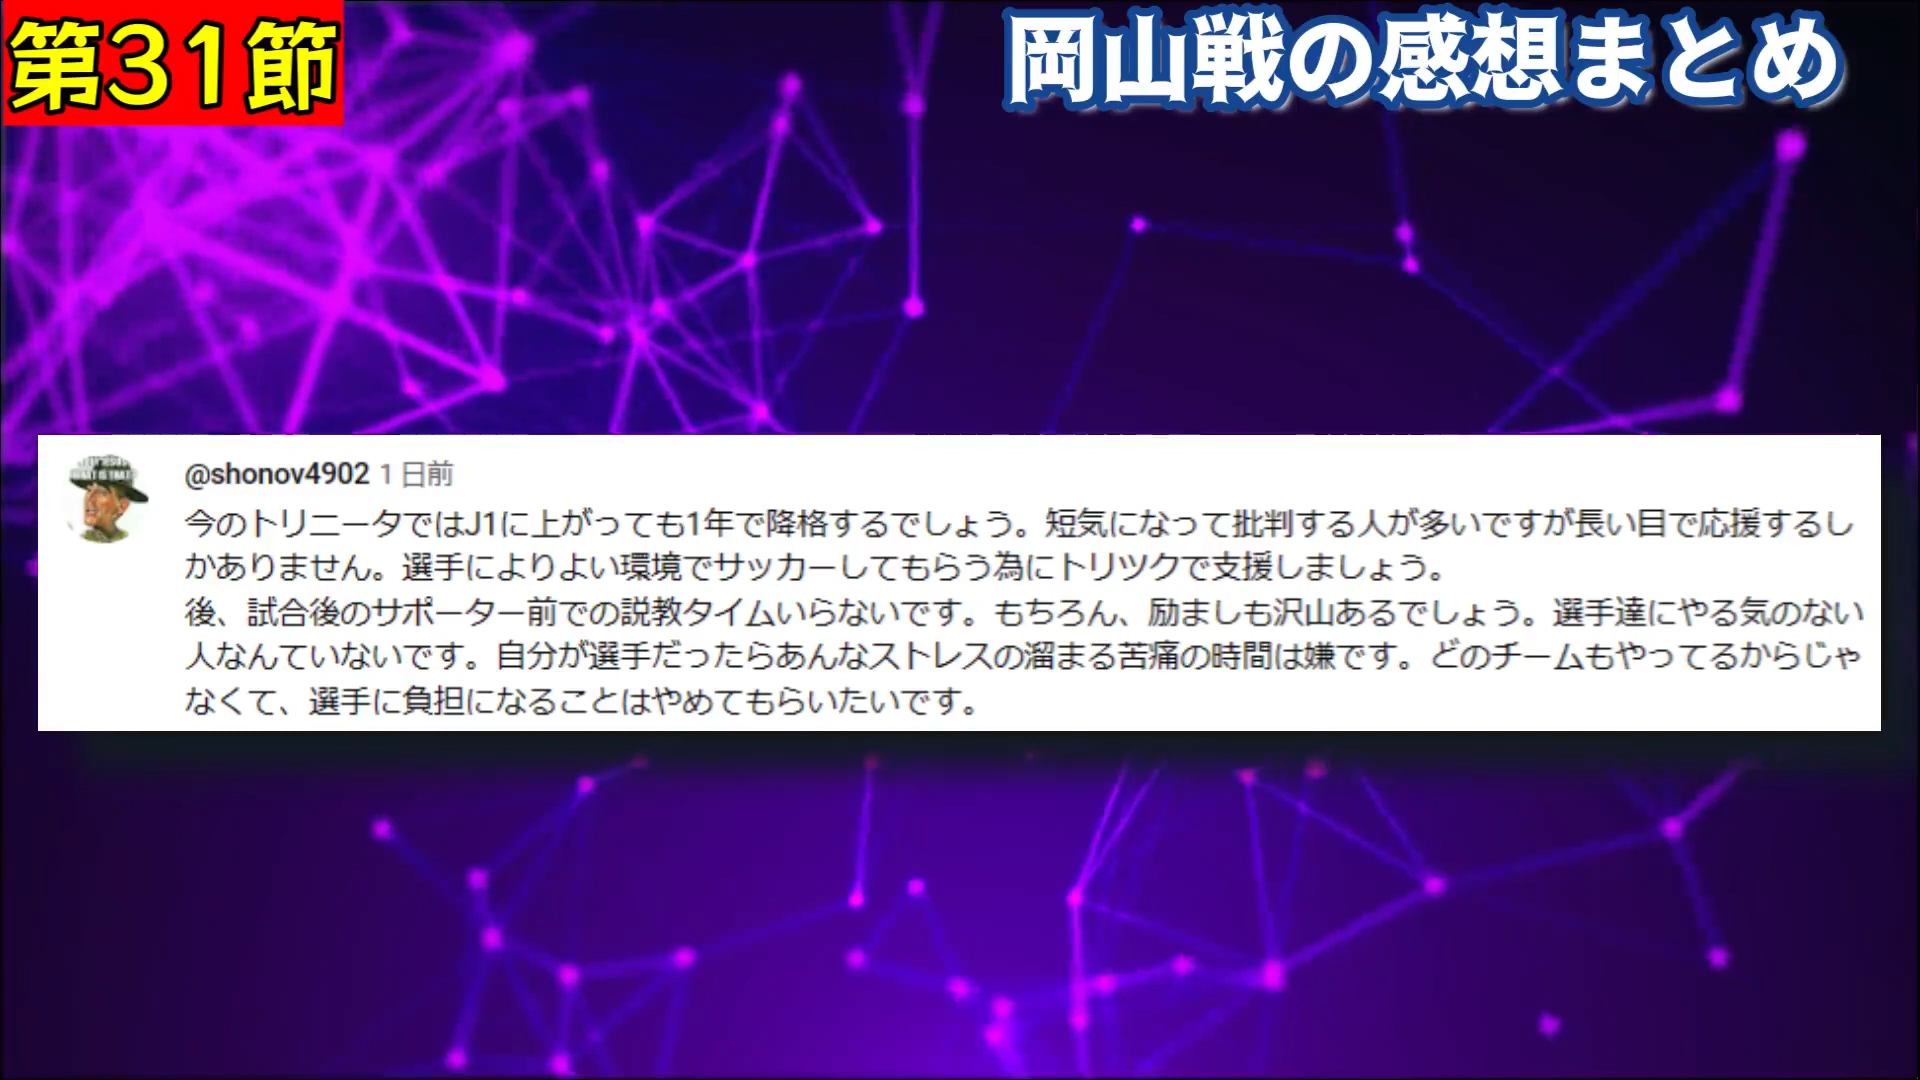 第31節
岡山戦の感想まとめ
@shonov4902 1 日前
今のトリニータではJ1に上がっても1年で降格するでしょう。短気になって批判する人が多いですが長い目で応援するし
かありません。選手によりよい環境でサッカーしてもらう為にトリツクで支援しましょう。
後、試合後のサポーター前での説教タイムいらないです。もちろん、励ましも沢山あるでしょう。選手達にやる気のない
人なんていないです。自分が選手だったらあんなストレスの溜まる苦痛の時間は嫌です。どのチームもやってるからじゃ
なくて、選手に負担になることはやめてもらいたいです。